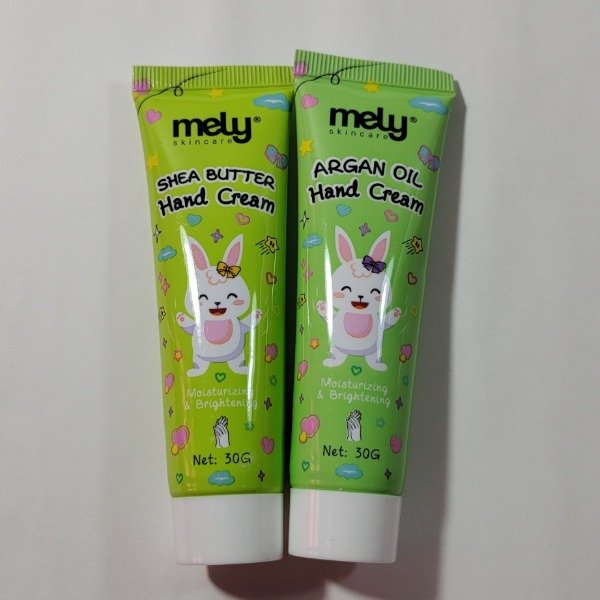 mely®
skincare
SHEA BUTTER
Hand Cream
Moisturizing
& Brightening
Net: 30G
mely®
skincare
ARGAN OIL
Hand Cream
Moisturizing
& Brightening
Net: 30G